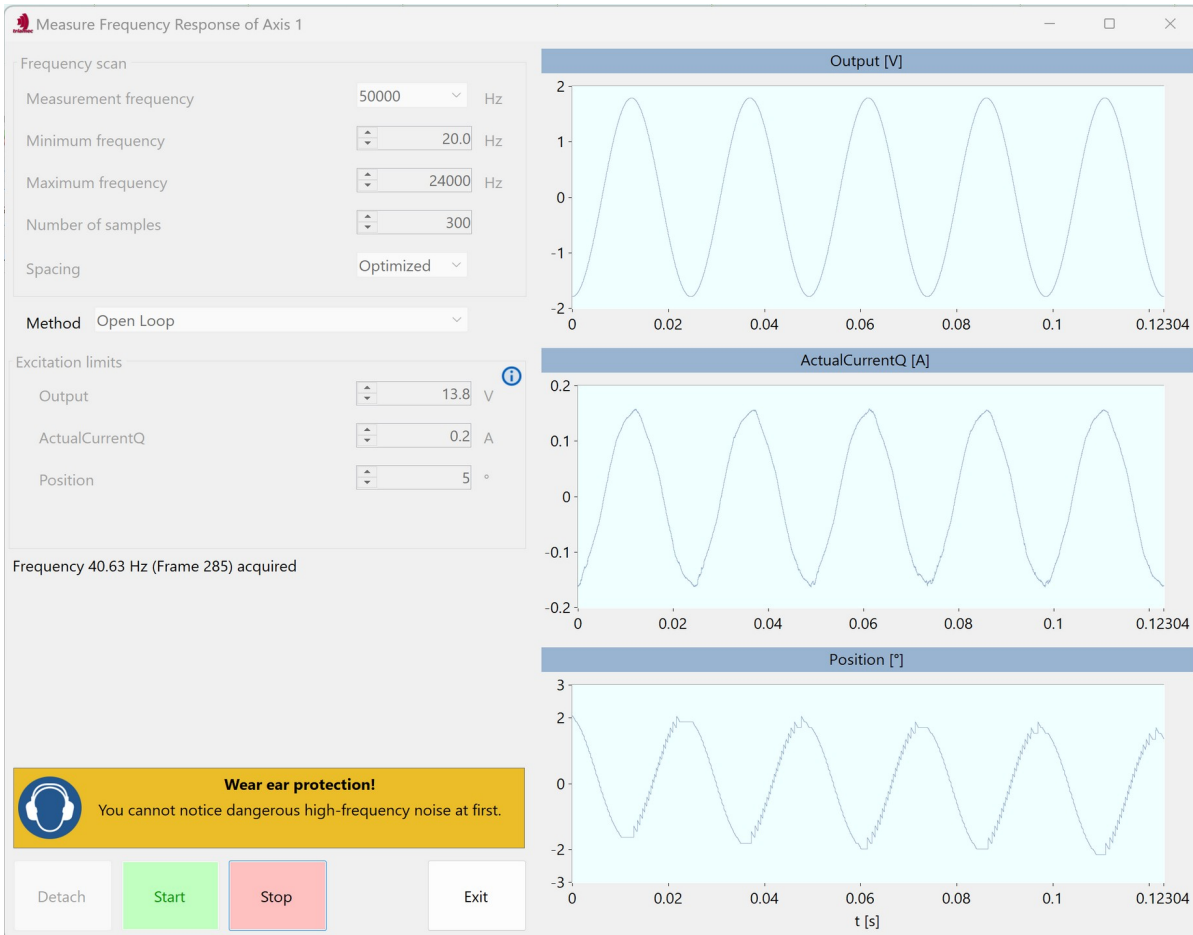 Measure Frequency Response of Axis 1
Frequency scan
Measurement frequency 50000 Hz
Minimum frequency 20.0 Hz
Maximum frequency 24000 Hz
Number of samples 300
Spacing Optimized
Method Open Loop
Excitation limits
Output 13.8 V
ActualCurrentQ 0.2 A
Position 5 °
Frequency 40.63 Hz (Frame 285) acquired
Wear ear protection!
You cannot notice dangerous high-frequency noise at first.
Detach Start Stop Exit
Output [V]
2
1
0
-1
-2
0 0.02 0.04 0.06 0.08 0.1 0.12304
ActualCurrentQ [A]
0.2
0.1
0
-0.1
-0.2
0 0.02 0.04 0.06 0.08 0.1 0.12304
Position [°]
3
2
0
-2
-3
0 0.02 0.04 0.06 0.08 0.1 0.12304
t [s]